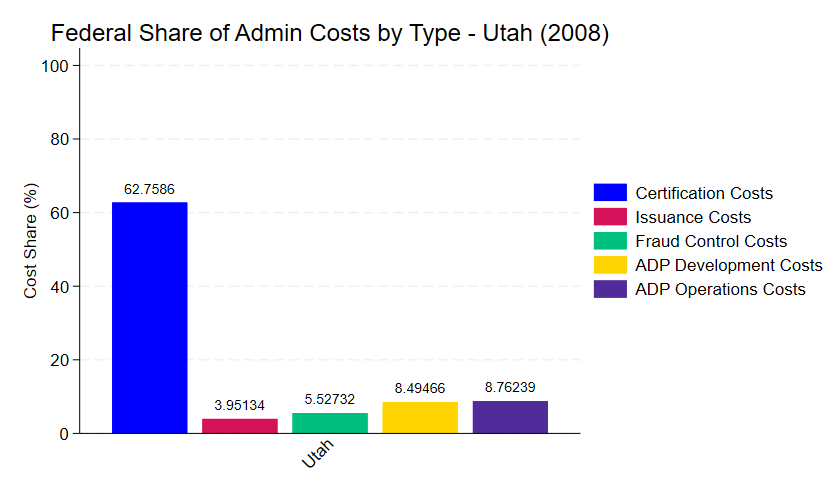 Federal Share of Admin Costs by Type - Utah (2008)
Cost Share (%)
100
80
60
40
20
0
62.7586
3.95134
5.52732
8.49466
8.76239
Utah
Certification Costs
Issuance Costs
Fraud Control Costs
ADP Development Costs
ADP Operations Costs